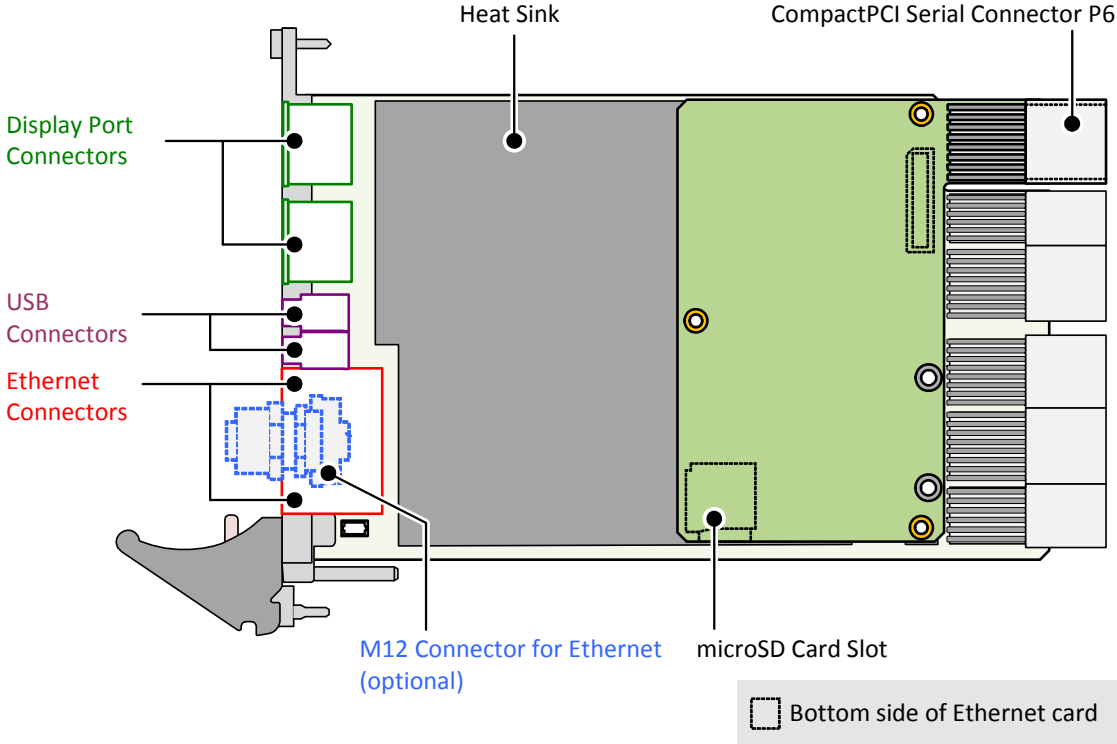 Heat Sink
CompactPCI Serial Connector P6
Display Port
Connectors
USB
Connectors
Ethernet
Connectors
M12 Connector for Ethernet
(optional)
microSD Card Slot
Bottom side of Ethernet card